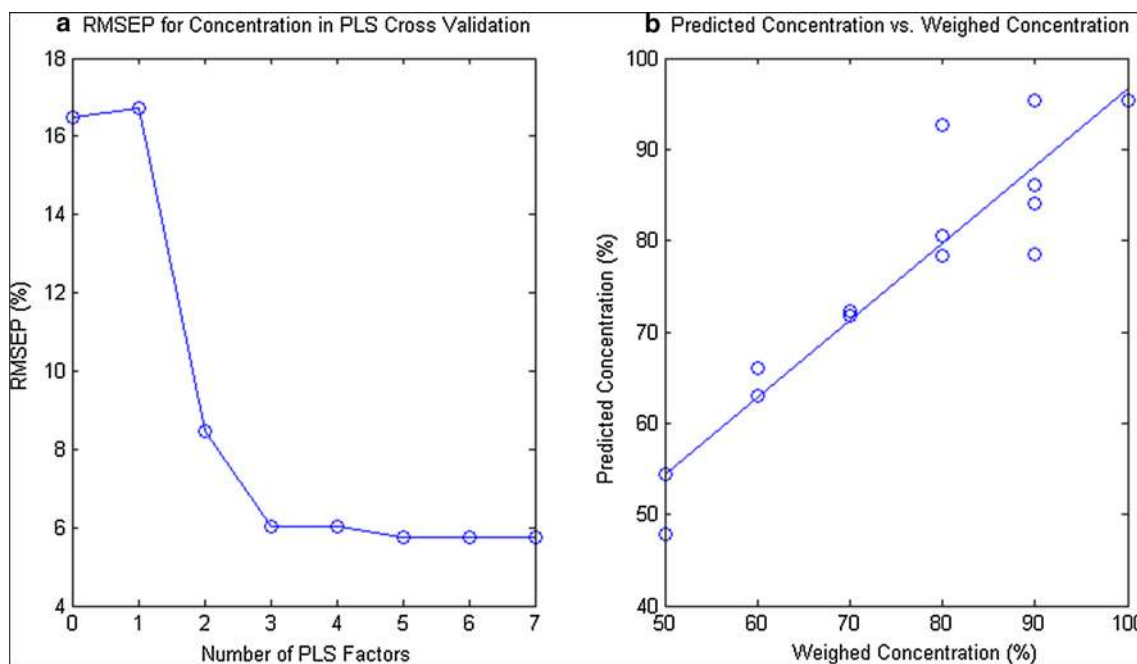 a RMSEP for Concentration in PLS Cross Validation
18
16
14
12
10
8
6
4
RMSEP (%)
0 1 2 3 4 5 6 7
Number of PLS Factors
b Predicted Concentration vs. Weighed Concentration
100
90
80
70
60
50
40
Predicted Concentration (%)
50 60 70 80 90 100
Weighed Concentration (%)